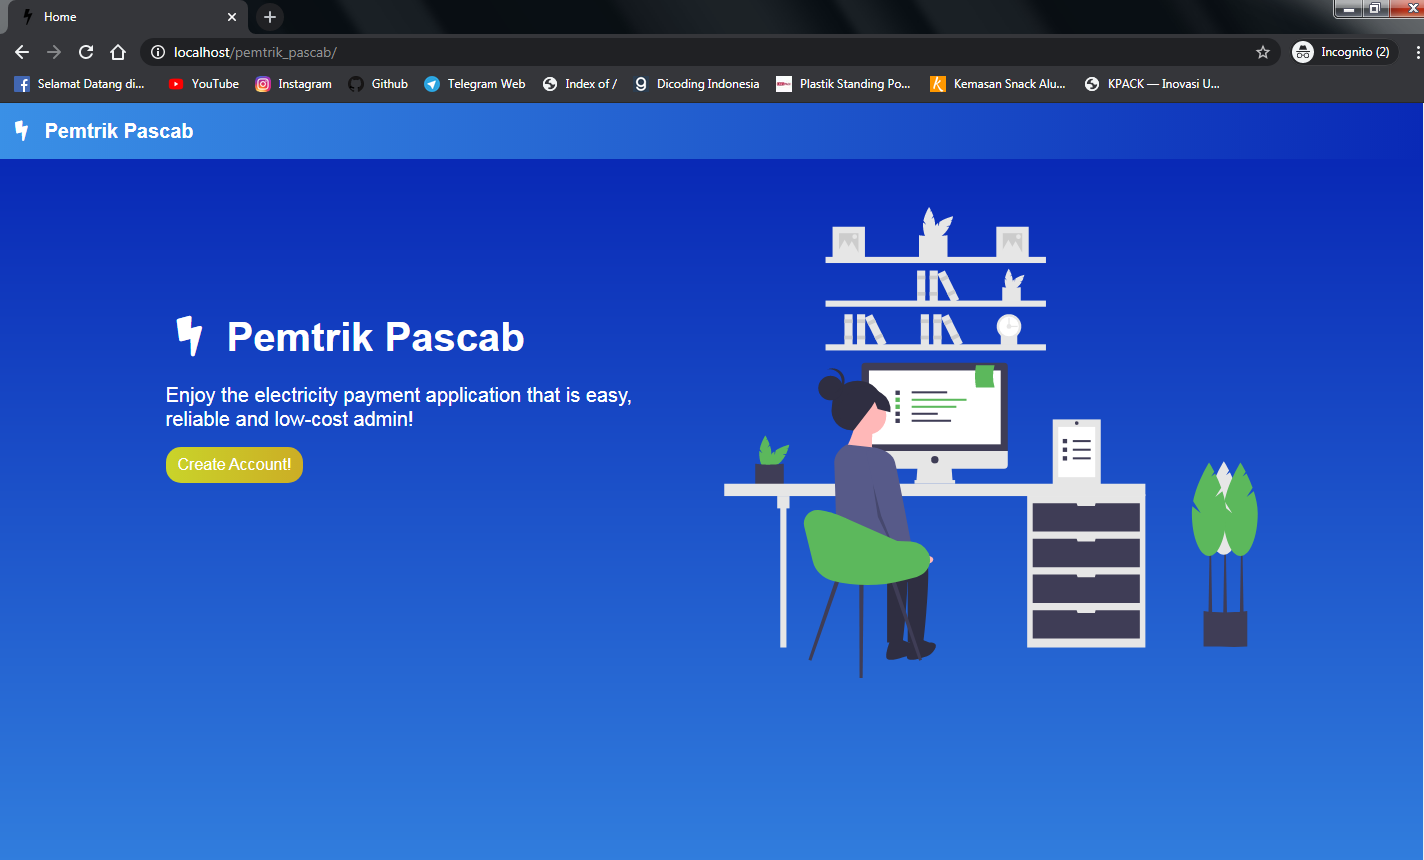 Home
localhost/pemtrik_pascab/
Incognito (2)
Selamat Datang di...
YouTube
Instagram
Github
Telegram Web
Index of /
Dicoding Indonesia
Plastik Standing Po...
Kemasan Snack Alu...
KPACK — Inovasi U...
Pemtrik Pascab
Pemtrik Pascab
Enjoy the electricity payment application that is easy,
reliable and low-cost admin!
Create Account!